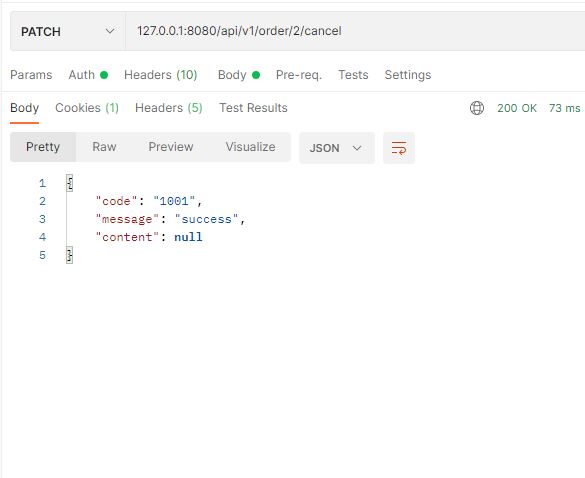 PATCH 127.0.0.1:8080/api/v1/order/2/cancel
Params Auth Headers (10) Body Pre-req. Tests Settings
Body Cookies (1) Headers (5) Test Results 200 OK 73 ms
Pretty Raw Preview Visualize JSON
1 {
2 "code": "1001",
3 "message": "success",
4 "content": null
5 }